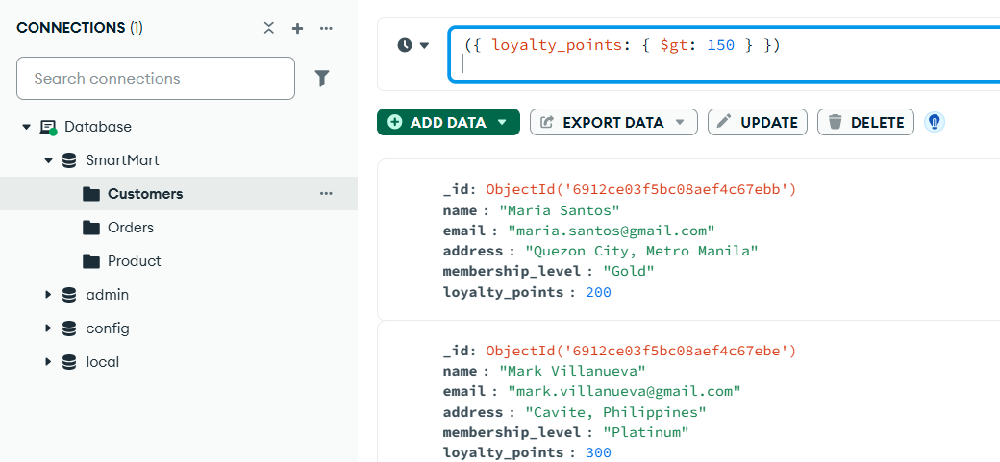 CONNECTIONS (1)
Search connections
Database
SmartMart
Customers
Orders
Product
admin
config
local
({ loyalty_points: { $gt: 150 } })
ADD DATA
EXPORT DATA
UPDATE
DELETE
_id: ObjectId('6912ce03f5bc08aef4c67ebb')
name : "Maria Santos"
email : "maria.santos@gmail.com"
address : "Quezon City, Metro Manila"
membership_level : "Gold"
loyalty_points : 200
_id: ObjectId('6912ce03f5bc08aef4c67ebe')
name : "Mark Villanueva"
email : "mark.villanueva@gmail.com"
address : "Cavite, Philippines"
membership_level : "Platinum"
loyalty_points : 300